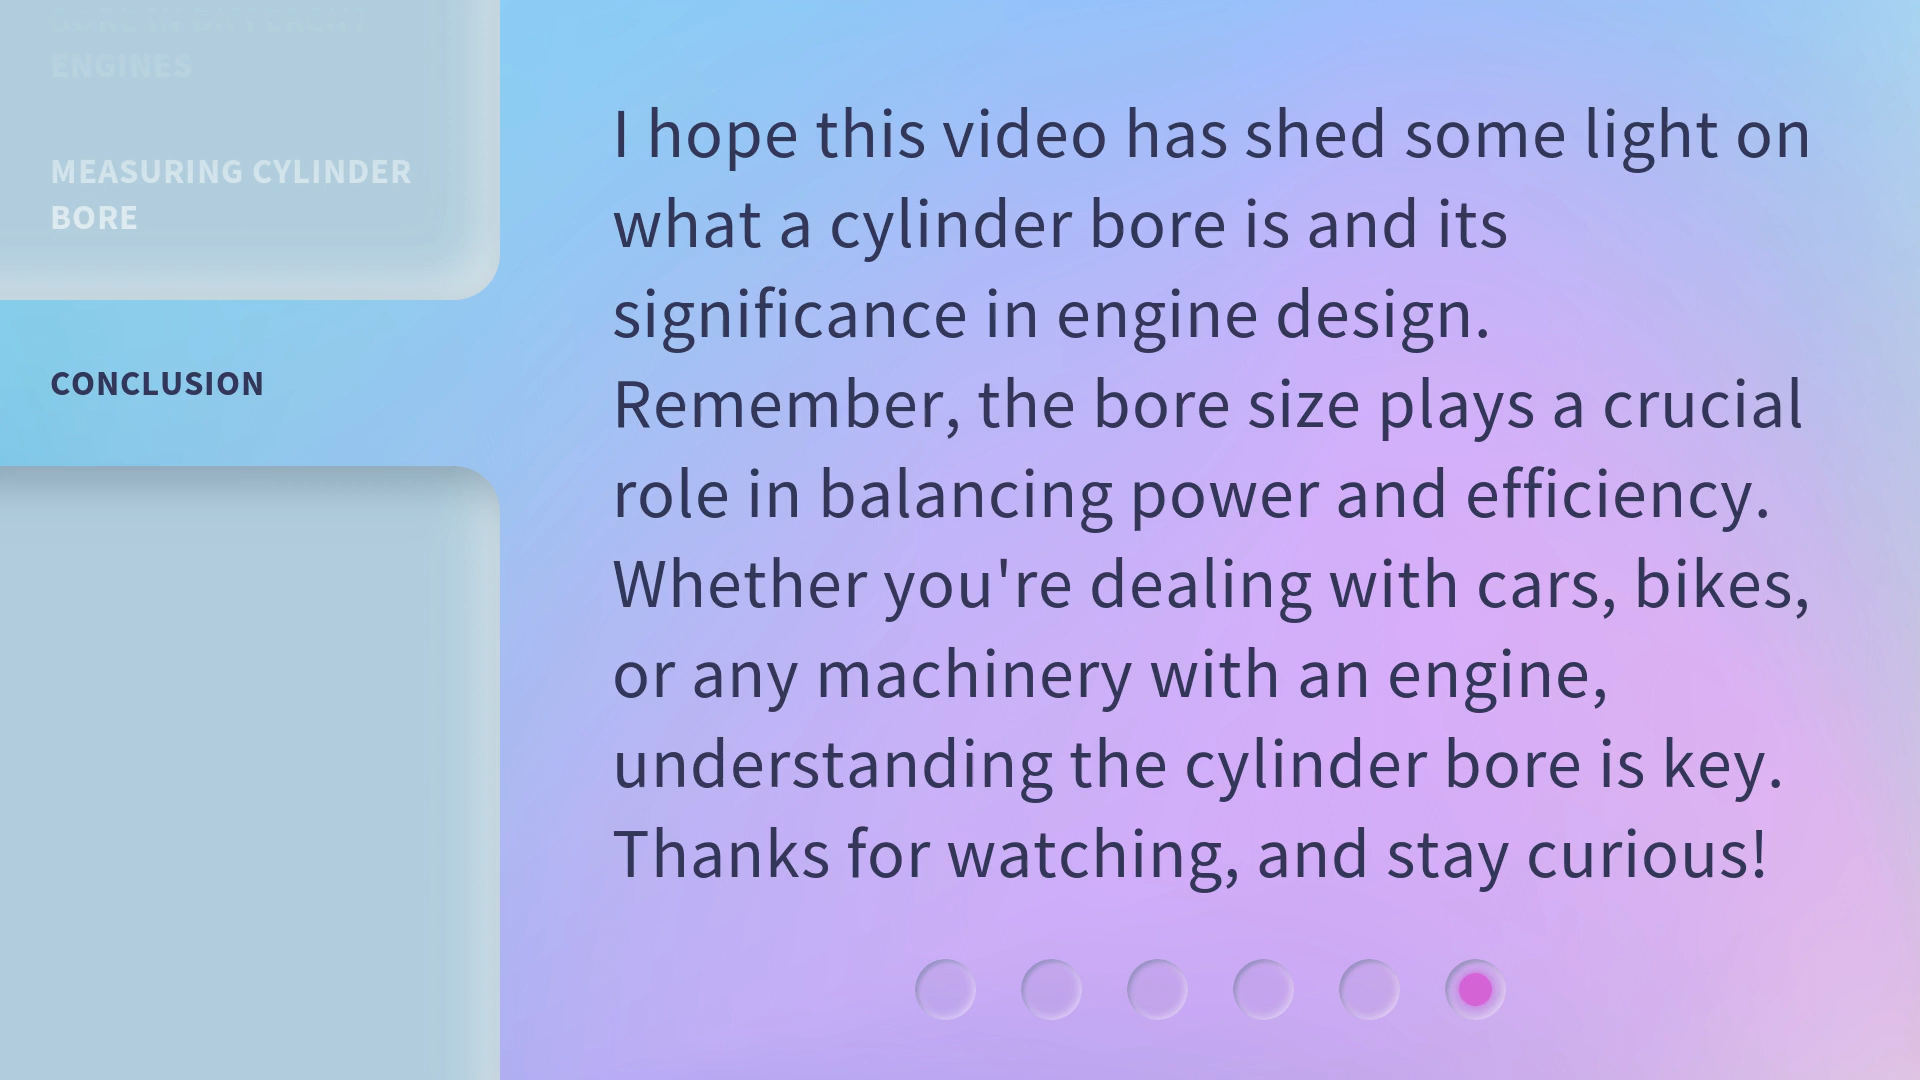 BORE IN DIFFERENT
ENGINES
MEASURING CYLINDER
BORE
CONCLUSION
I hope this video has shed some light on
what a cylinder bore is and its
significance in engine design.
Remember, the bore size plays a crucial
role in balancing power and efficiency.
Whether you're dealing with cars, bikes,
or any machinery with an engine,
understanding the cylinder bore is key.
Thanks for watching, and stay curious!